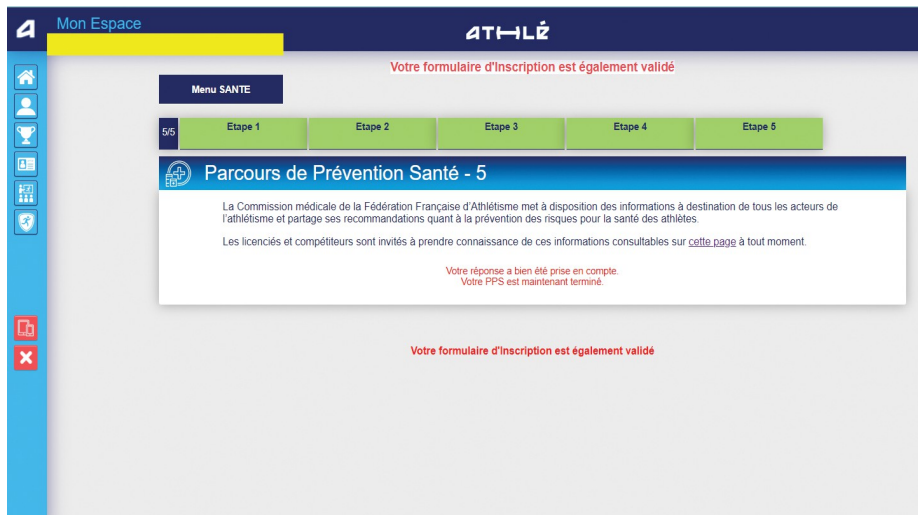 Mon Espace
ATHLÉ
Votre formulaire d'Inscription est également validé
Menu SANTE
5/5
Etape 1
Etape 2
Etape 3
Etape 4
Etape 5
Parcours de Prévention Santé - 5
La Commission médicale de la Fédération Française d'Athlétisme met à disposition des informations à destination de tous les acteurs de
l'athlétisme et partage ses recommandations quant à la prévention des risques pour la santé des athlètes.
Les licenciés et compétiteurs sont invités à prendre connaissance de ces informations consultables sur cette page à tout moment.
Votre réponse a bien été prise en compte.
Votre PPS est maintenant terminé.
Votre formulaire d'Inscription est également validé